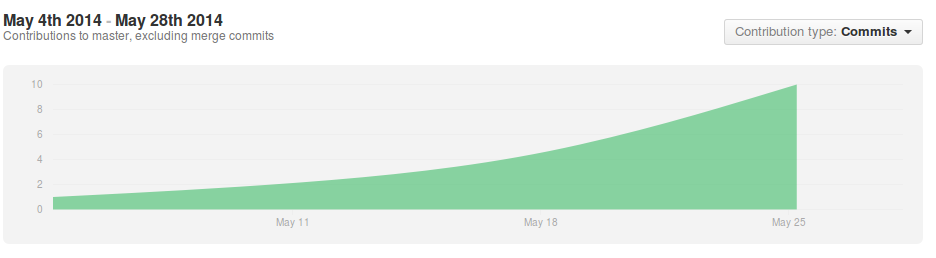 May 4th 2014 - May 28th 2014
Contributions to master, excluding merge commits
Contribution type: Commits
10
8
6
4
2
0
May 11 May 18 May 25